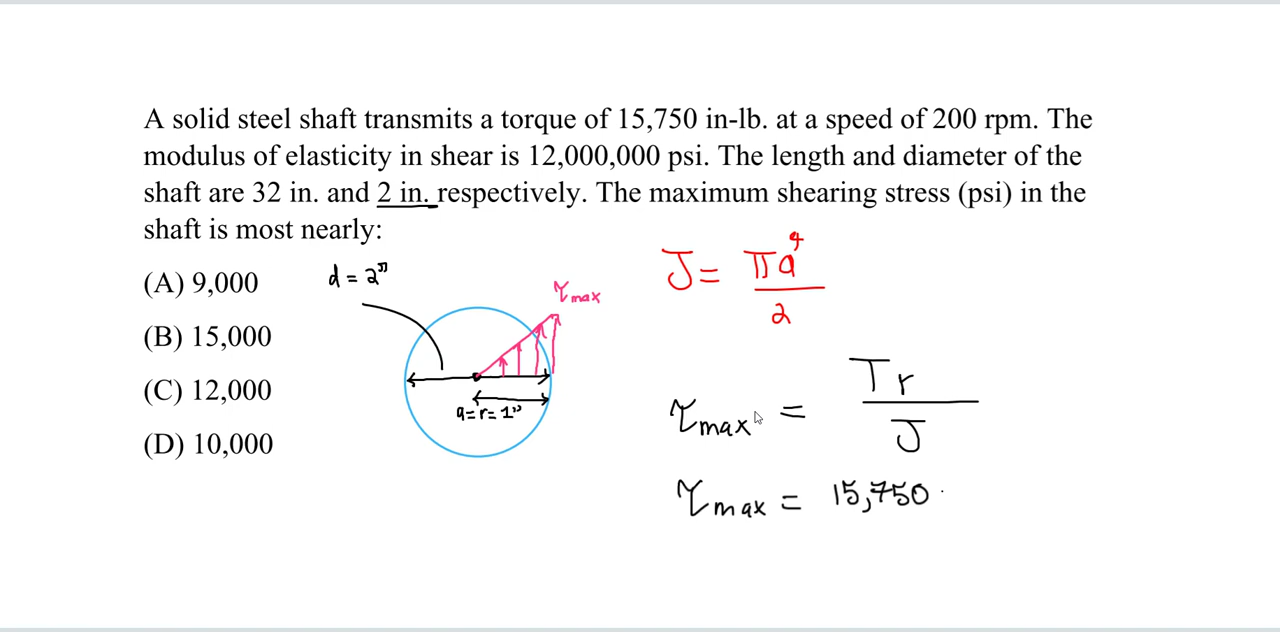 A solid steel shaft transmits a torque of 15,750 in-lb. at a speed of 200 rpm. The
modulus of elasticity in shear is 12,000,000 psi. The length and diameter of the
shaft are 32 in. and 2 in. respectively. The maximum shearing stress (psi) in the
shaft is most nearly:
(A) 9,000
(B) 15,000
(C) 12,000
(D) 10,000
d = 2"
τmax
a=r=1"
J = πa⁴/2
τmax = Tr/J
τmax = 15,750 ·